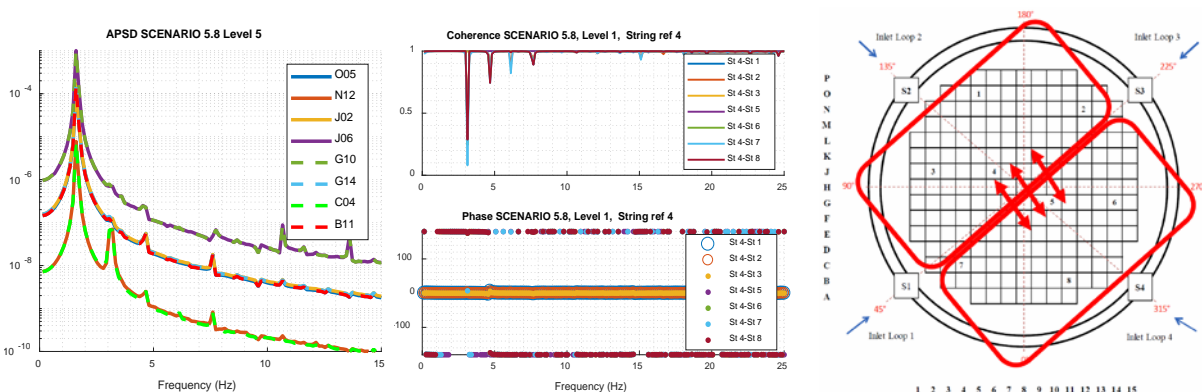 APSD SCENARIO 5.8 Level 5
10⁻⁴
10⁻⁶
10⁻⁸
10⁻¹⁰
0 5 10 15
Frequency (Hz)
O05
N12
J02
J06
G10
G14
C04
B11
Coherence SCENARIO 5.8, Level 1, String ref 4
1
0.5
0
0 5 10 15 20 25
St 4-St 1
St 4-St 2
St 4-St 3
St 4-St 5
St 4-St 6
St 4-St 7
St 4-St 8
Phase SCENARIO 5.8, Level 1, String ref 4
100
0
-100
0 5 10 15 20 25
Frequency (Hz)
St 4-St 1
St 4-St 2
St 4-St 3
St 4-St 5
St 4-St 6
St 4-St 7
St 4-St 8
180°
Inlet Loop 2
Inlet Loop 3
135°
225°
S2
S3
P
O
N
M
L
K
J
H
G
F
E
D
C
B
A
1
2
3
4
5
6
7
8
90°
270°
S1
S4
45°
315°
Inlet Loop 1
Inlet Loop 4
1 2 3 4 5 6 7 8 9 10 11 12 13 14 15